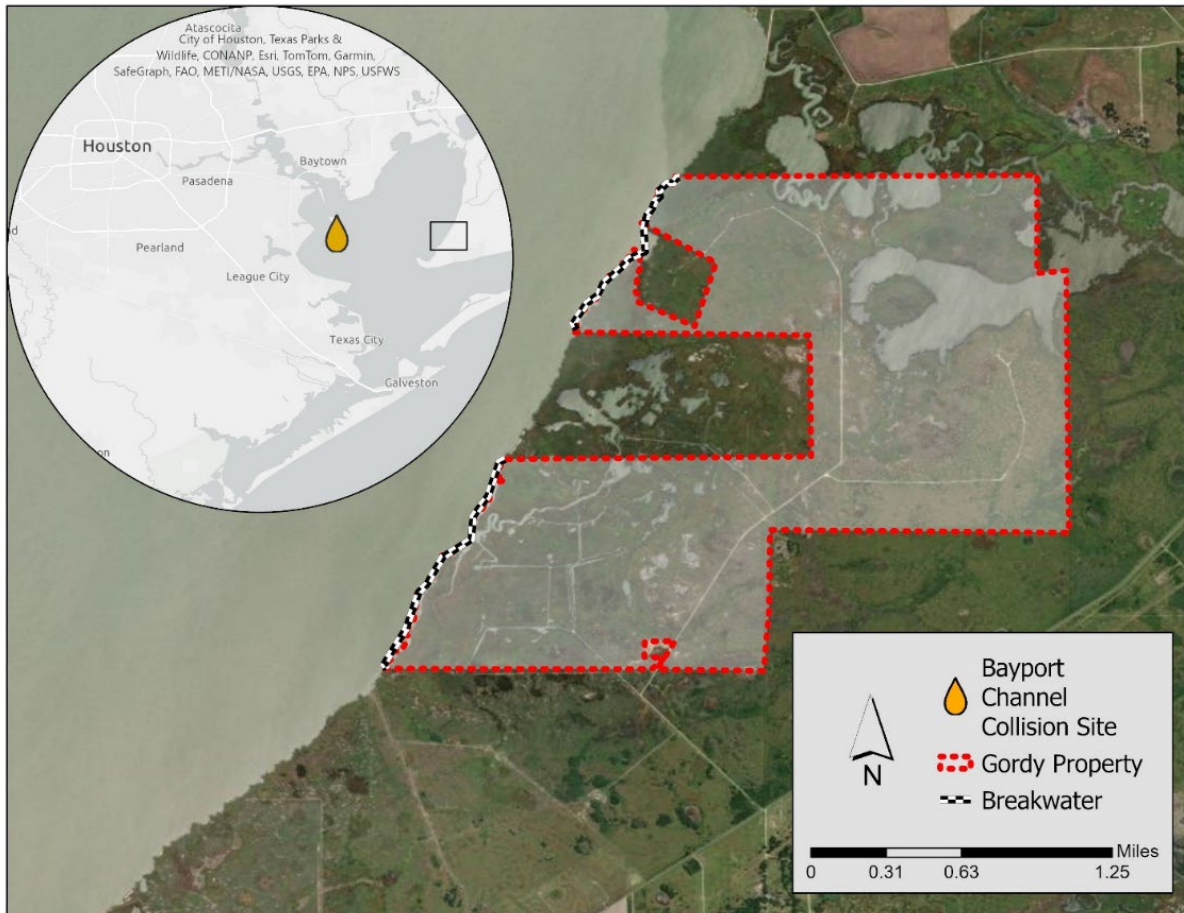 Atascocita
City of Houston, Texas Parks &
Wildlife, CONANP, Esri, TomTom, Garmin,
SafeGraph, FAO, METI/NASA, USGS, EPA, NPS, USFWS
Houston
Baytown
Pasadena
Pearland
League City
Texas City
Galveston
Bayport
Channel
Collision Site
N
Gordy Property
Breakwater
Miles
0 0.31 0.63 1.25